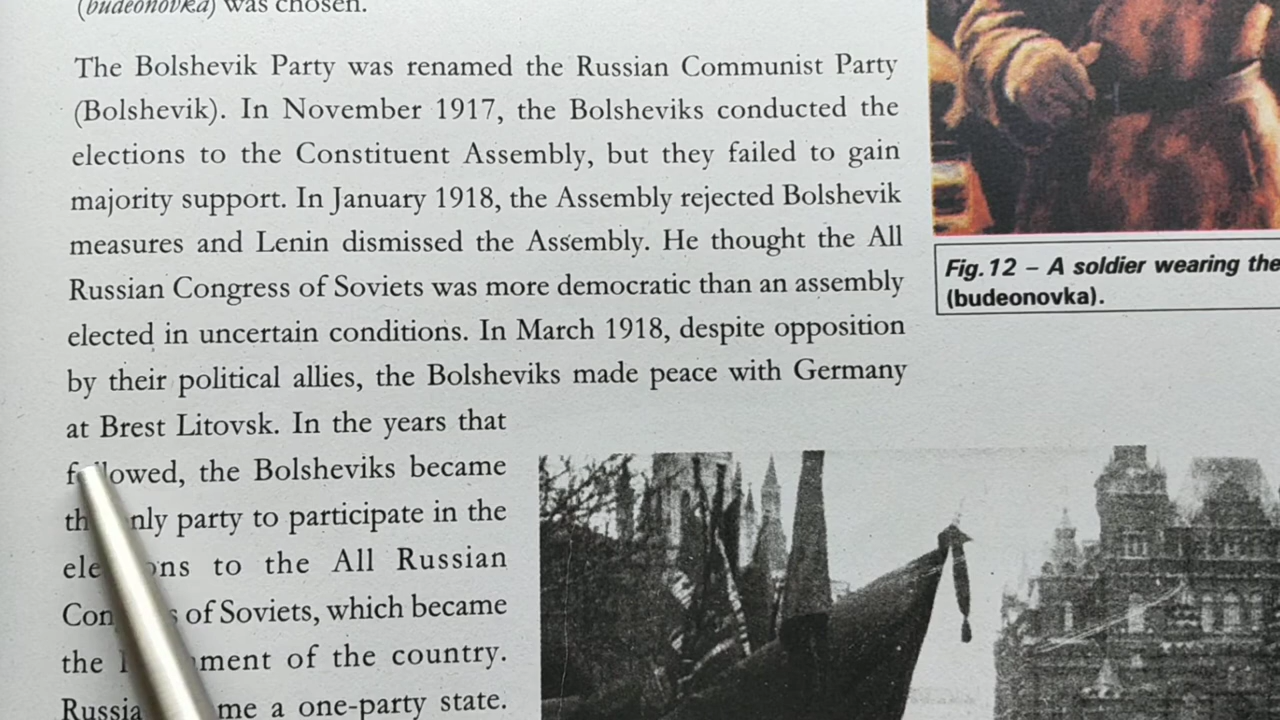 (budeonovka) was chosen.
The Bolshevik Party was renamed the Russian Communist Party
(Bolshevik). In November 1917, the Bolsheviks conducted the
elections to the Constituent Assembly, but they failed to gain
majority support. In January 1918, the Assembly rejected Bolshevik
measures and Lenin dismissed the Assembly. He thought the All
Russian Congress of Soviets was more democratic than an assembly
elected in uncertain conditions. In March 1918, despite opposition
by their political allies, the Bolsheviks made peace with Germany
at Brest Litovsk. In the years that
the Bolsheviks became
party to participate in the
to the All Russian
of Soviets, which became
the of the country.
Russia a one-party state.
Fig. 12 – A soldier wearing the
(budeonovka).